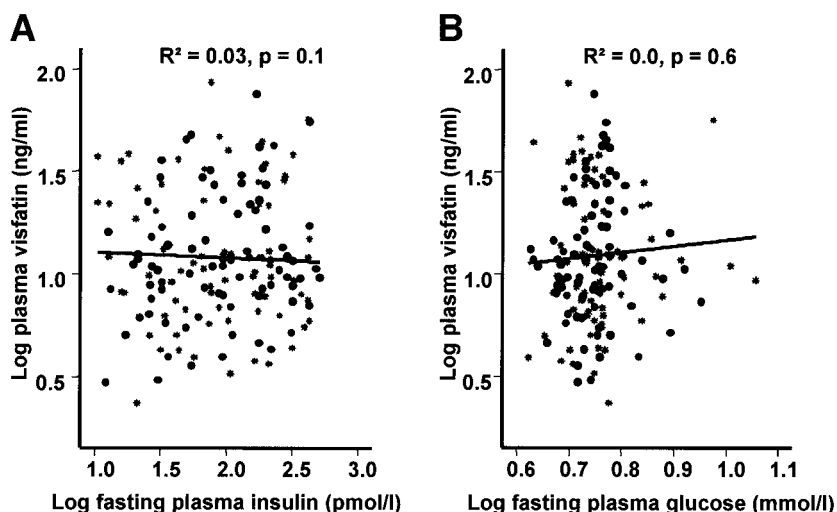 A
R² = 0.03, p = 0.1
Log plasma visfatin (ng/ml)
2.0
1.5
1.0
0.5
1.0 1.5 2.0 2.5 3.0
Log fasting plasma insulin (pmol/l)
B
R² = 0.0, p = 0.6
Log plasma visfatin (ng/ml)
2.0
1.5
1.0
0.5
0.6 0.7 0.8 0.9 1.0 1.1
Log fasting plasma glucose (mmol/l)